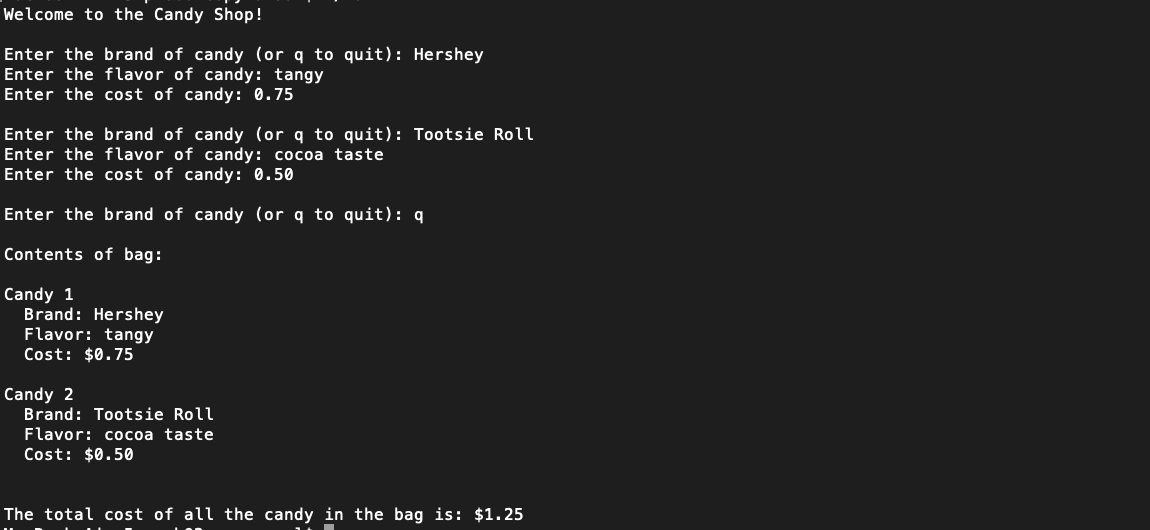 Welcome to the Candy Shop!
Enter the brand of candy (or q to quit): Hershey
Enter the flavor of candy: tangy
Enter the cost of candy: 0.75
Enter the brand of candy (or q to quit): Tootsie Roll
Enter the flavor of candy: cocoa taste
Enter the cost of candy: 0.50
Enter the brand of candy (or q to quit): q
Contents of bag:
Candy 1
Brand: Hershey
Flavor: tangy
Cost: $0.75
Candy 2
Brand: Tootsie Roll
Flavor: cocoa taste
Cost: $0.50
The total cost of all the candy in the bag is: $1.25